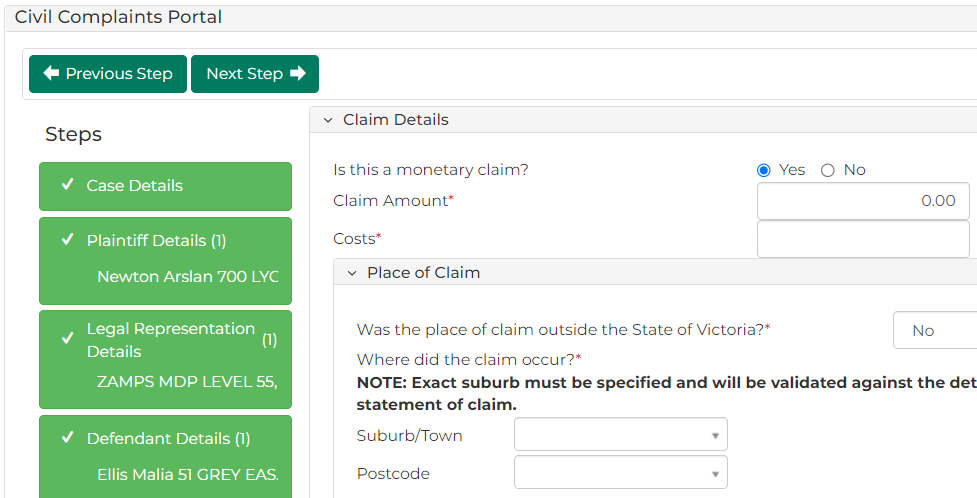 Civil Complaints Portal
Previous Step Next Step
Steps
Case Details
Plaintiff Details (1)
Newton Arslan 700 LYC
Legal Representation Details (1)
ZAMPS MDP LEVEL 55,
Defendant Details (1)
Ellis Malia 51 GREY EAS.
Claim Details
Is this a monetary claim? Yes No
Claim Amount* 0.00
Costs*
Place of Claim
Was the place of claim outside the State of Victoria?* No
Where did the claim occur?*
NOTE: Exact suburb must be specified and will be validated against the det
statement of claim.
Suburb/Town
Postcode